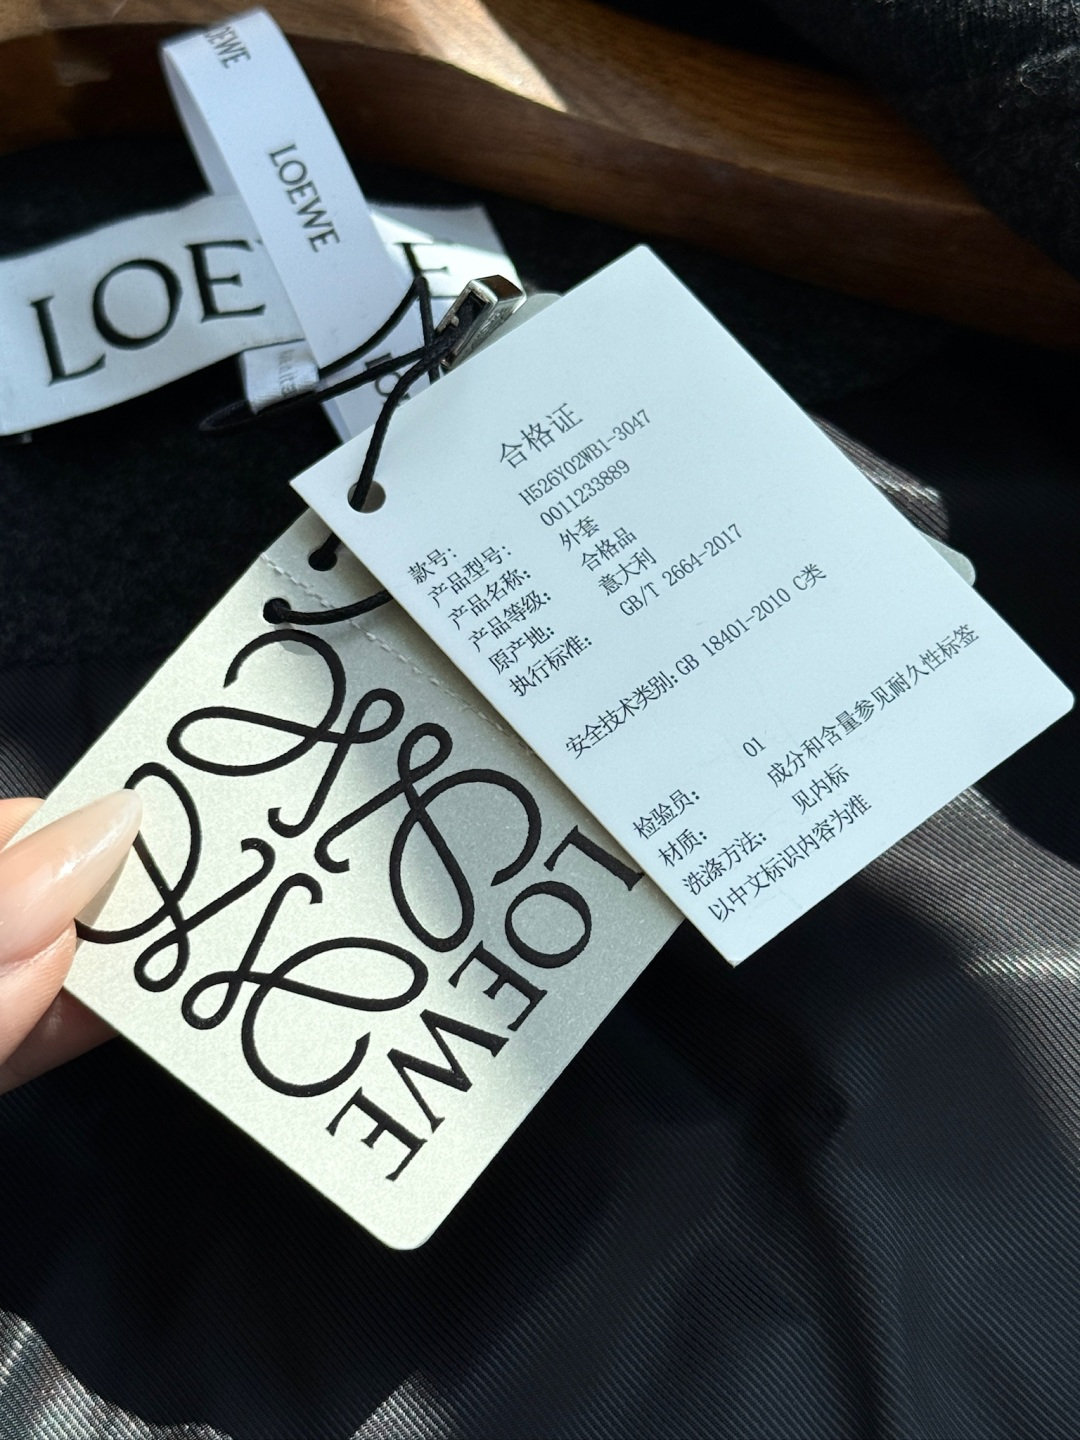 LOEWE
LOEWE
LOE E
LO
合格证
款号: H526Y02WB1-3047
产品型号: 0011233889
产品名称: 外套
产品等级: 合格品
原产地: 意大利
执行标准: GB/T 2664-2017
安全技术类别: GB 18401-2010 C类
检验员: 01
材质: 成分和含量参见耐久性标签
洗涤方法: 见内标
以中文标识内容为准
LOEWE